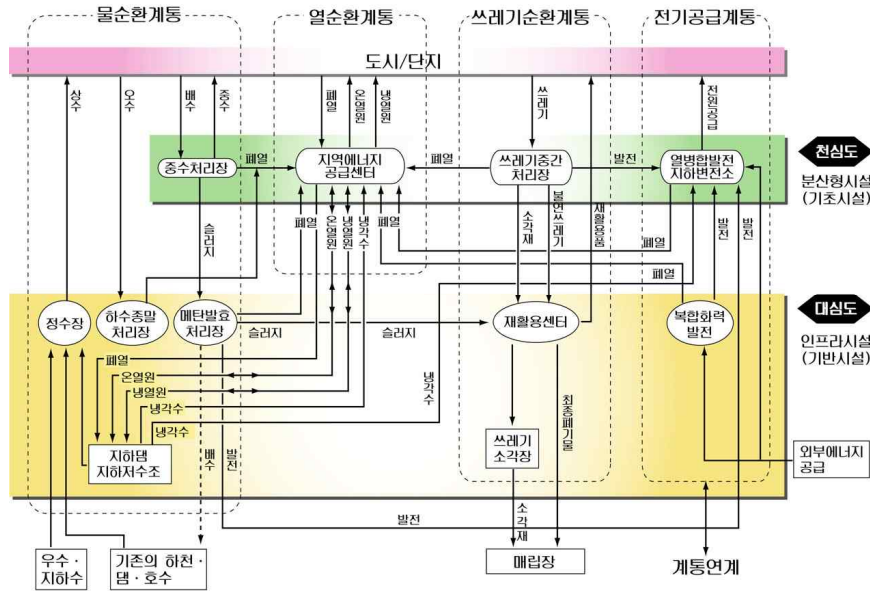 물순환계통
열순환계통
쓰레기순환계통
전기공급계통
도시/단지
상수
오수
배수
중수
폐열
온열원
냉열원
쓰레기
전원공급
중수처리장
폐열
지역에너지
공급센터
폐열
쓰레기중간
처리장
발전
열병합발전
지하변전소
천심도
분산형시설
(기초시설)
슬러지
폐열
온열원
냉열원
냉각수
소각재
불연쓰레기
재활용품
폐열
발전
발전
폐열
정수장
하수종말
처리장
메탄발효
처리장
슬러지
슬러지
재활용센터
복합화력
발전
대심도
인프라시설
(기반시설)
폐열
온열원
냉열원
냉각수
냉각수
냉각수
지하댐
지하저수조
배수
발전
쓰레기
소각장
최종폐기물
외부에너지
공급
발전
소각재
우수·
지하수
기존의 하천·
댐·호수
매립장
계통연계